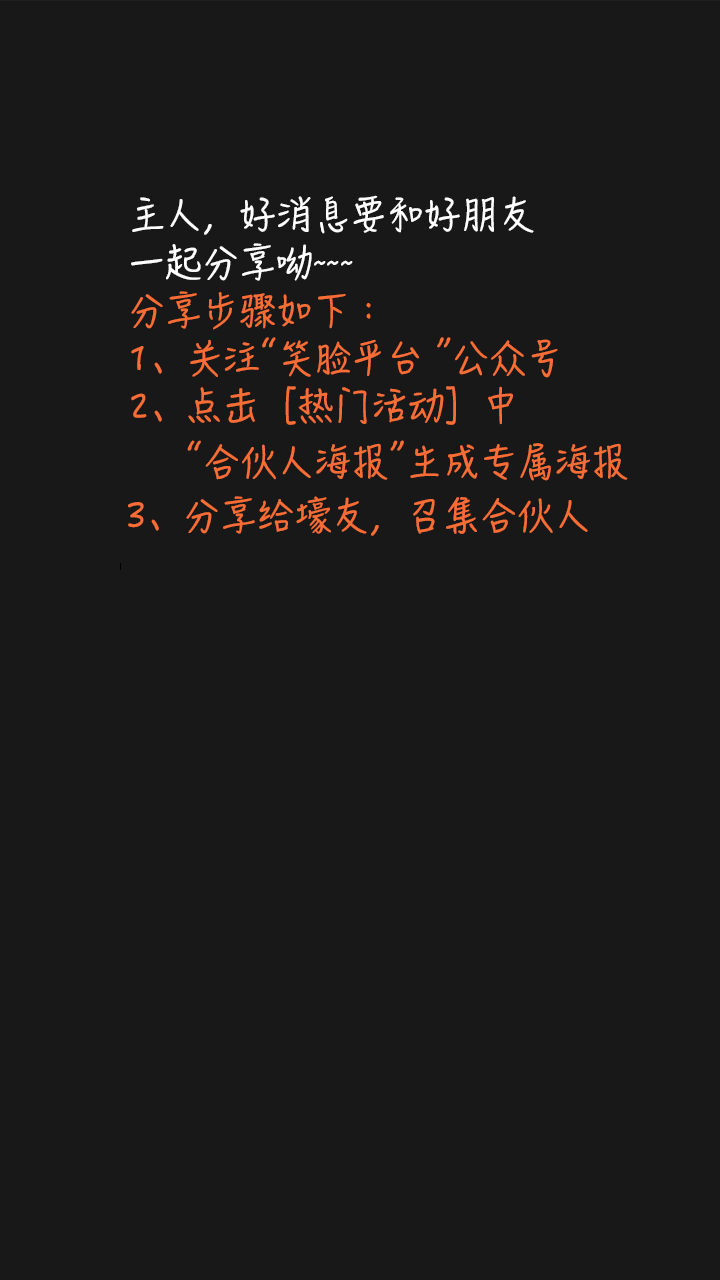 主人，好消息要和好朋友
一起分享呦~~~
分享步骤如下：
1、关注“笑脸平台 ”公众号
2、点击［热门活动］中
“合伙人海报”生成专属海报
3、分享给壕友，召集合伙人